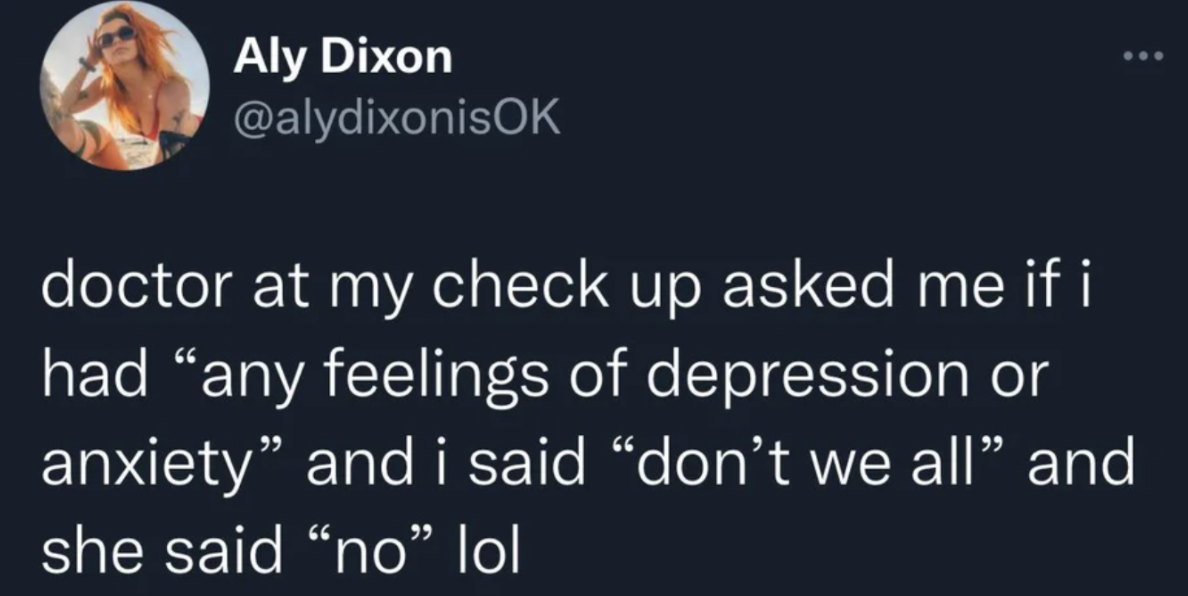 Aly Dixon
@alydixonisOK
doctor at my check up asked me if i
had “any feelings of depression or
anxiety” and i said “don’t we all” and
she said “no” lol